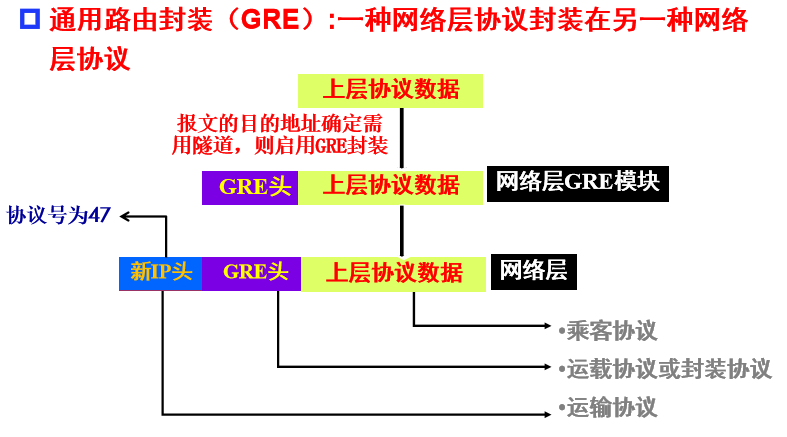 通用路由封装（GRE）:一种网络层协议封装在另一种网络
层协议
上层协议数据
报文的目的地址确定需
用隧道，则启用GRE封装
GRE头 上层协议数据 网络层GRE模块
协议号为47
新IP头 GRE头 上层协议数据 网络层
•乘客协议
•运载协议或封装协议
•运输协议